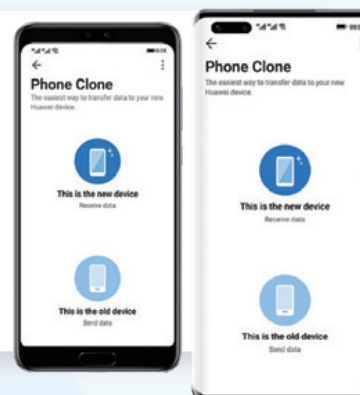 Phone Clone
The easiest way to transfer data to your new
Huawei device.
This is the new device
Receive data
This is the old device
Send data
Phone Clone
The easiest way to transfer data to your new
Huawei device.
This is the new device
Receive data
This is the old device
Send data